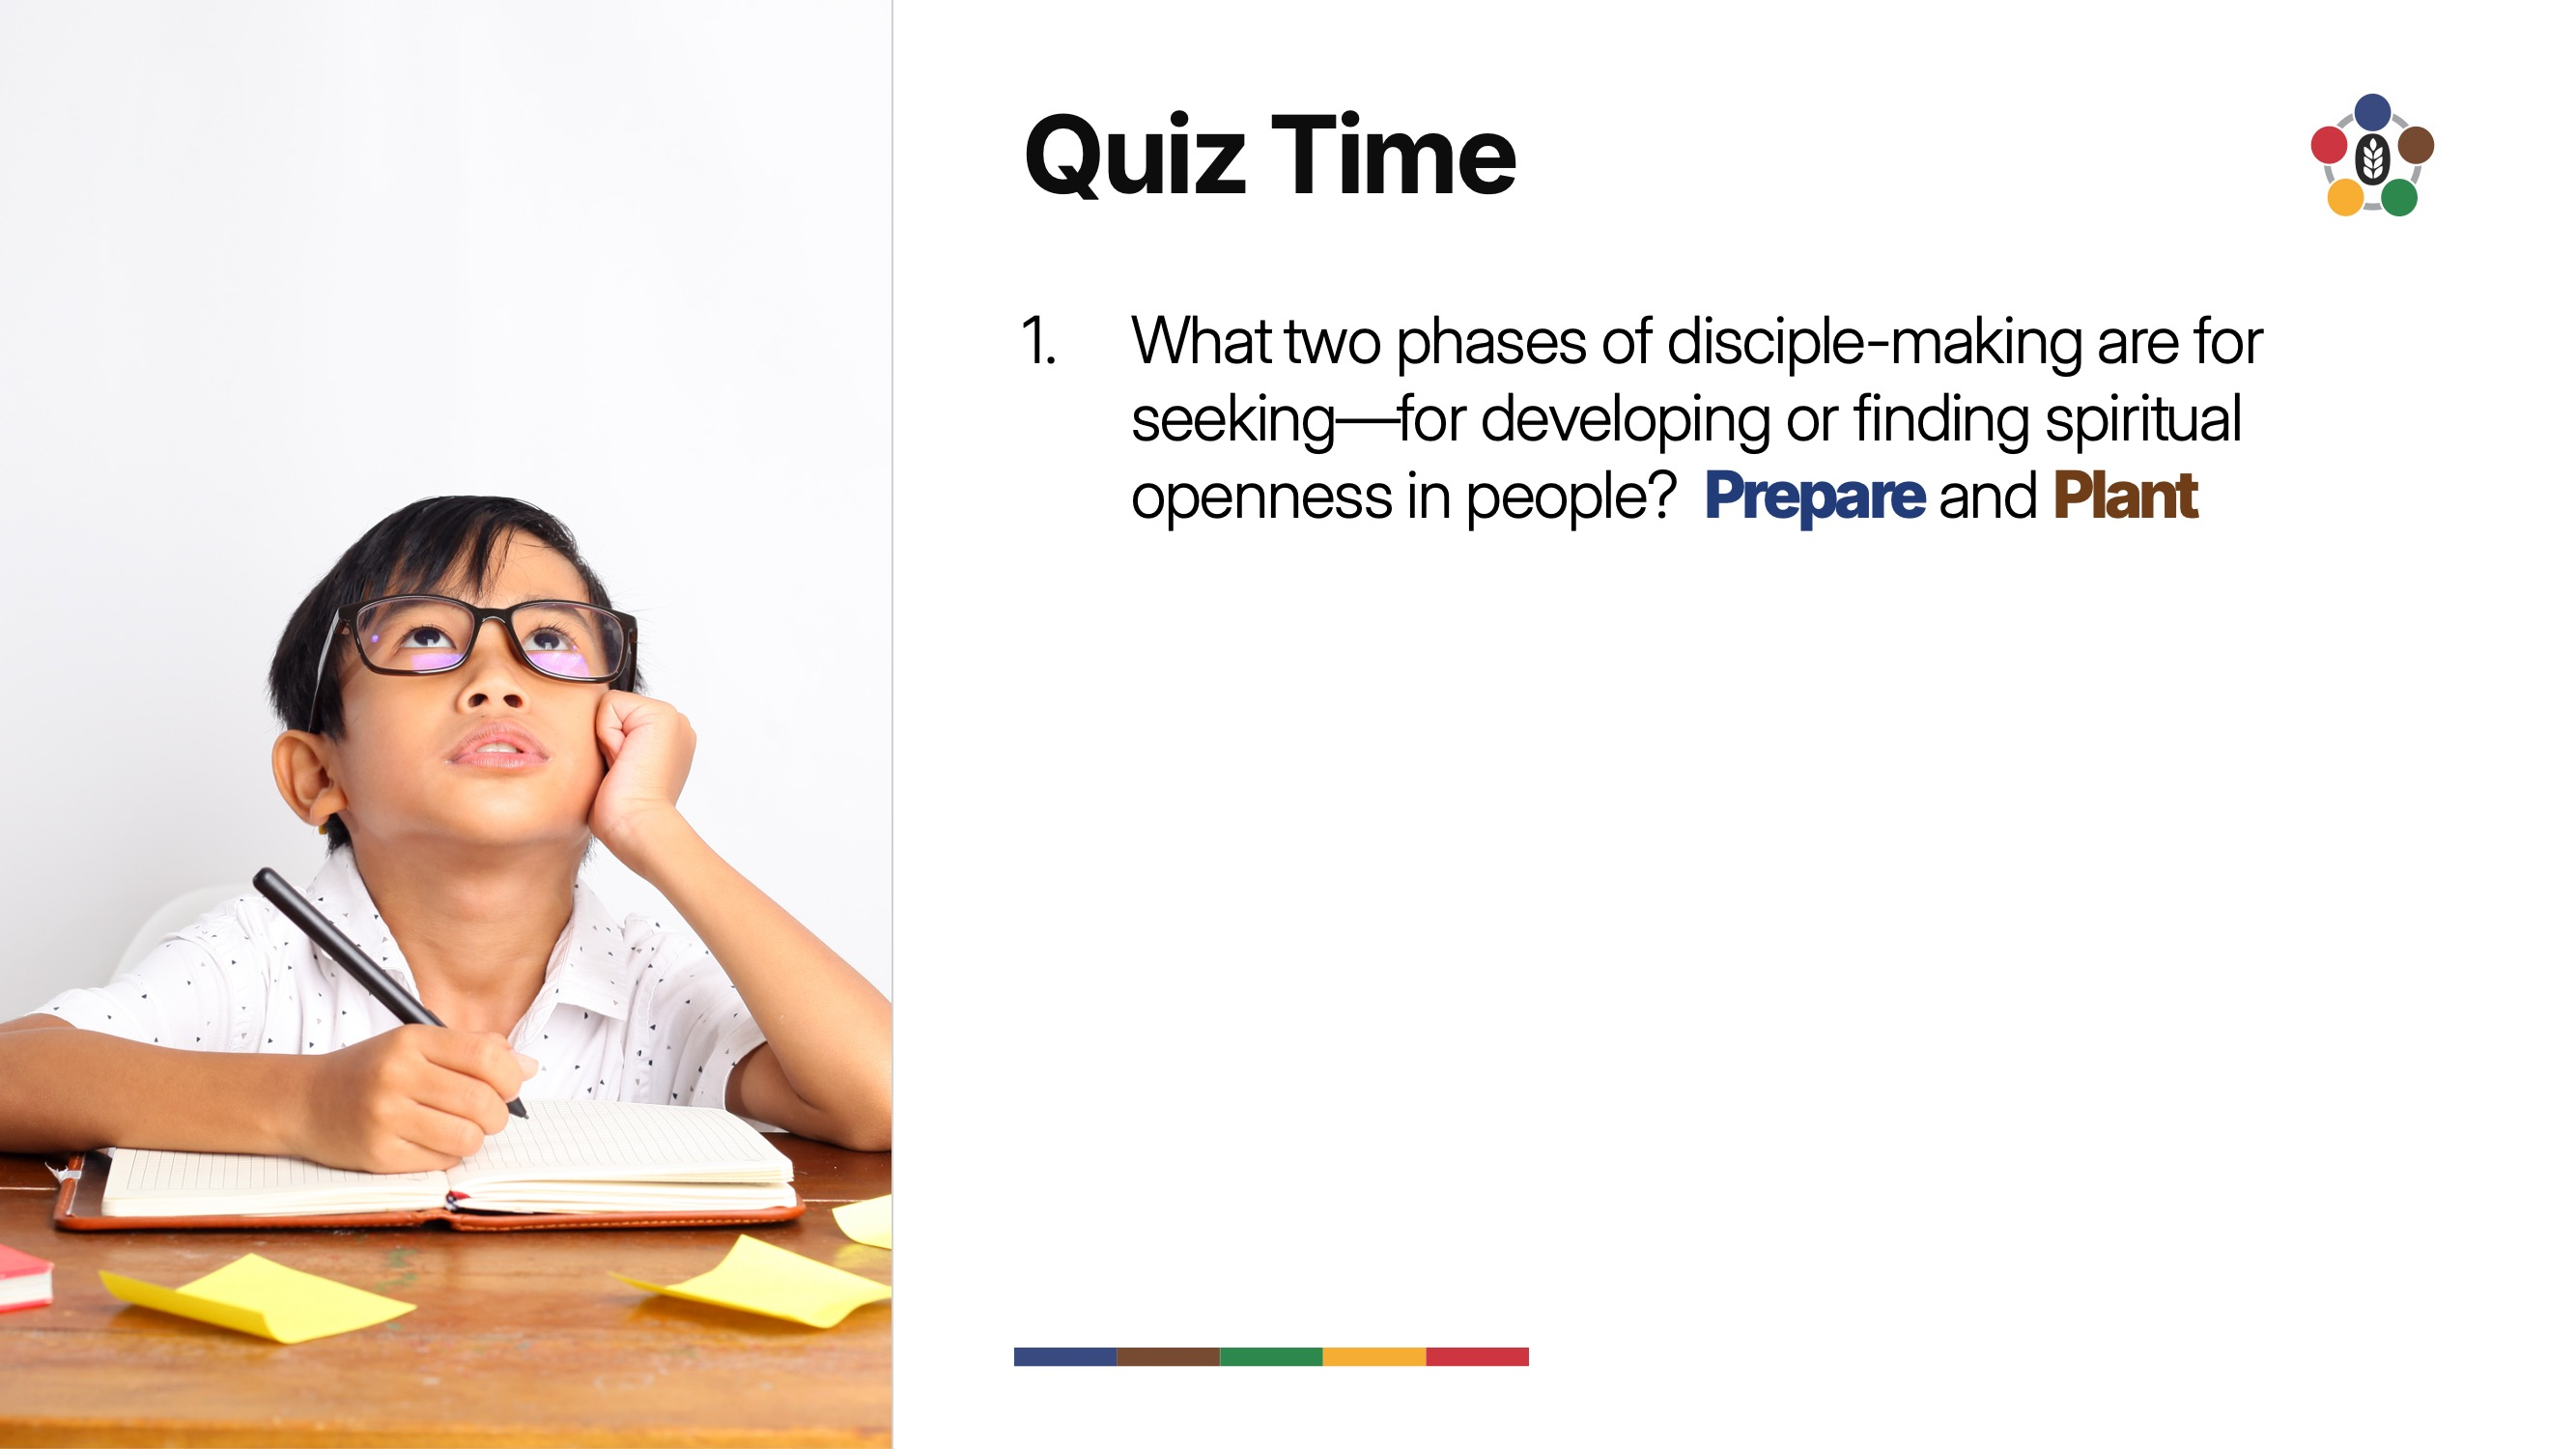 Quiz Time
1. What two phases of disciple-making are for
seeking—for developing or finding spiritual
openness in people? Prepare and Plant